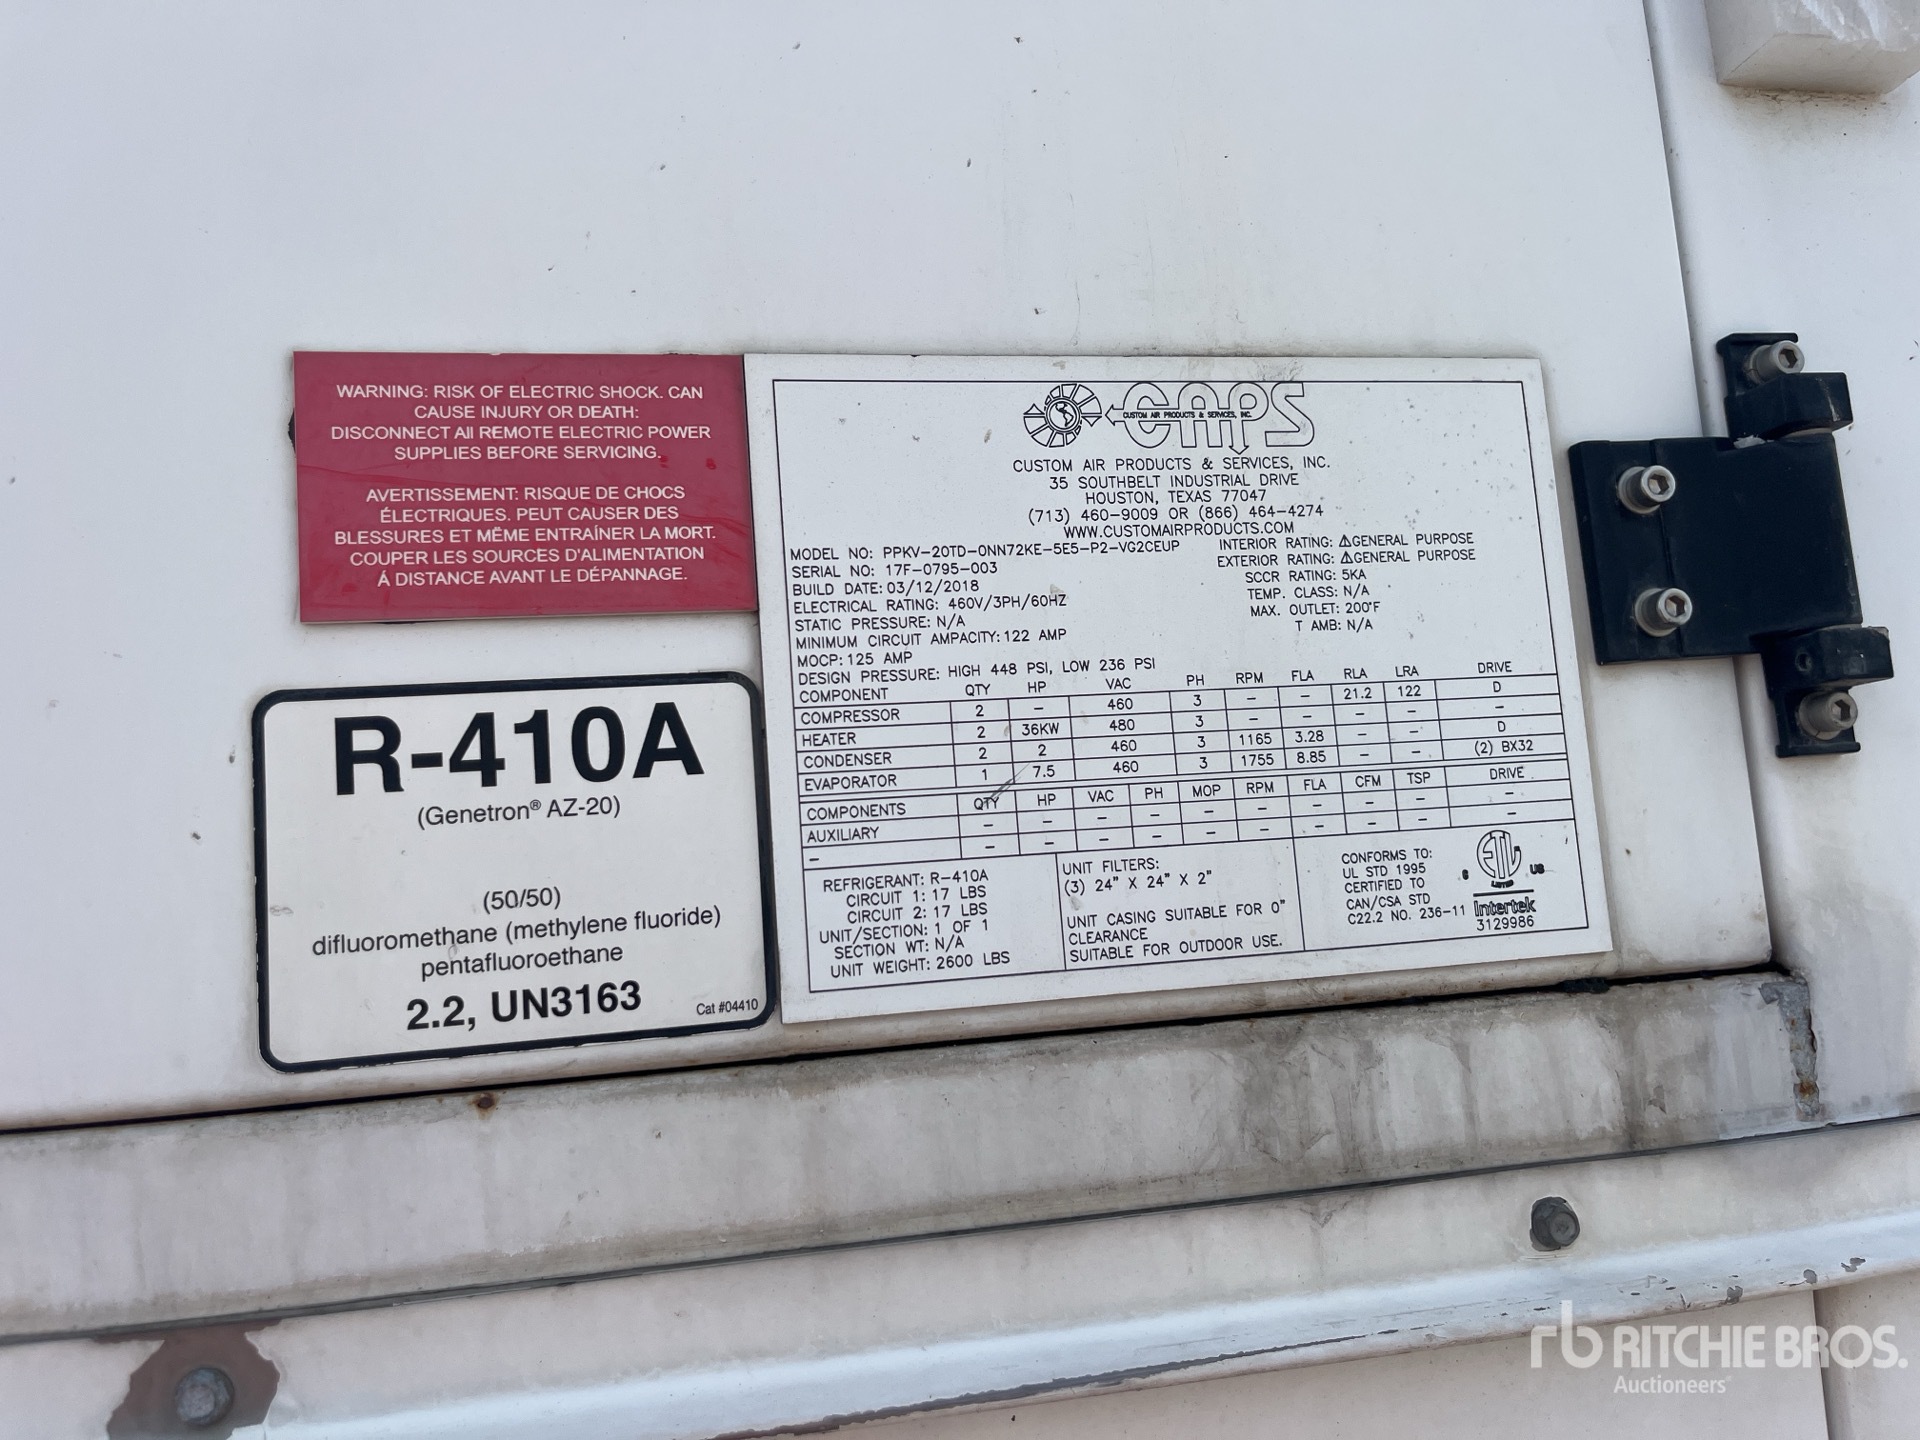 WARNING: RISK OF ELECTRIC SHOCK. CAN
CAUSE INJURY OR DEATH:
DISCONNECT All REMOTE ELECTRIC POWER
SUPPLIES BEFORE SERVICING.
AVERTISSEMENT: RISQUE DE CHOCS
ÉLECTRIQUES. PEUT CAUSER DES
BLESSURES ET MËME ENTRAÎNER LA MORT.
COUPER LES SOURCES D'ALIMENTATION
Á DISTANCE AVANT LE DÉPANNAGE.
R-410A
(Genetron® AZ-20)
(50/50)
difluoromethane (methylene fluoride)
pentafluoroethane
2.2, UN3163
Cat #04410
CAPS
CUSTOM AIR PRODUCTS & SERVICES, INC.
CUSTOM AIR PRODUCTS & SERVICES, INC.
35 SOUTHBELT INDUSTRIAL DRIVE
HOUSTON, TEXAS 77047
(713) 460-9009 OR (866) 464-4274
WWW.CUSTOMAIRPRODUCTS.COM
MODEL NO: PPKV-20TD-0NN72KE-5E5-P2-VG2CEUP
SERIAL NO: 17F-0795-003
BUILD DATE: 03/12/2018
ELECTRICAL RATING: 460V/3PH/60HZ
STATIC PRESSURE: N/A
MINIMUM CIRCUIT AMPACITY: 122 AMP
MOCP: 125 AMP
DESIGN PRESSURE: HIGH 448 PSI, LOW 236 PSI
INTERIOR RATING: ⚠GENERAL PURPOSE
EXTERIOR RATING: ⚠GENERAL PURPOSE
SCCR RATING: 5KA
TEMP. CLASS: N/A
MAX. OUTLET: 200°F
T AMB: N/A
COMPONENT QTY HP VAC PH RPM FLA RLA LRA DRIVE
COMPRESSOR 2 - 460 3 - - 21.2 122 D
HEATER 2 36KW 480 3 - - - - -
CONDENSER 2 2 460 3 1165 3.28 - - D
EVAPORATOR 1 7.5 460 3 1755 8.85 - - (2) BX32
COMPONENTS QTY HP VAC PH MOP RPM FLA CFM TSP DRIVE
AUXILIARY - - - - - - - - - -
- - - - - - - - - - -
REFRIGERANT: R-410A
CIRCUIT 1: 17 LBS
CIRCUIT 2: 17 LBS
UNIT/SECTION: 1 OF 1
SECTION WT: N/A
UNIT WEIGHT: 2600 LBS
UNIT FILTERS:
(3) 24" X 24" X 2"
UNIT CASING SUITABLE FOR 0"
CLEARANCE
SUITABLE FOR OUTDOOR USE.
CONFORMS TO:
UL STD 1995
CERTIFIED TO
CAN/CSA STD
C22.2 NO. 236-11
ETL
LISTED
US
Intertek
3129986
rb RITCHIE BROS.
Auctioneers